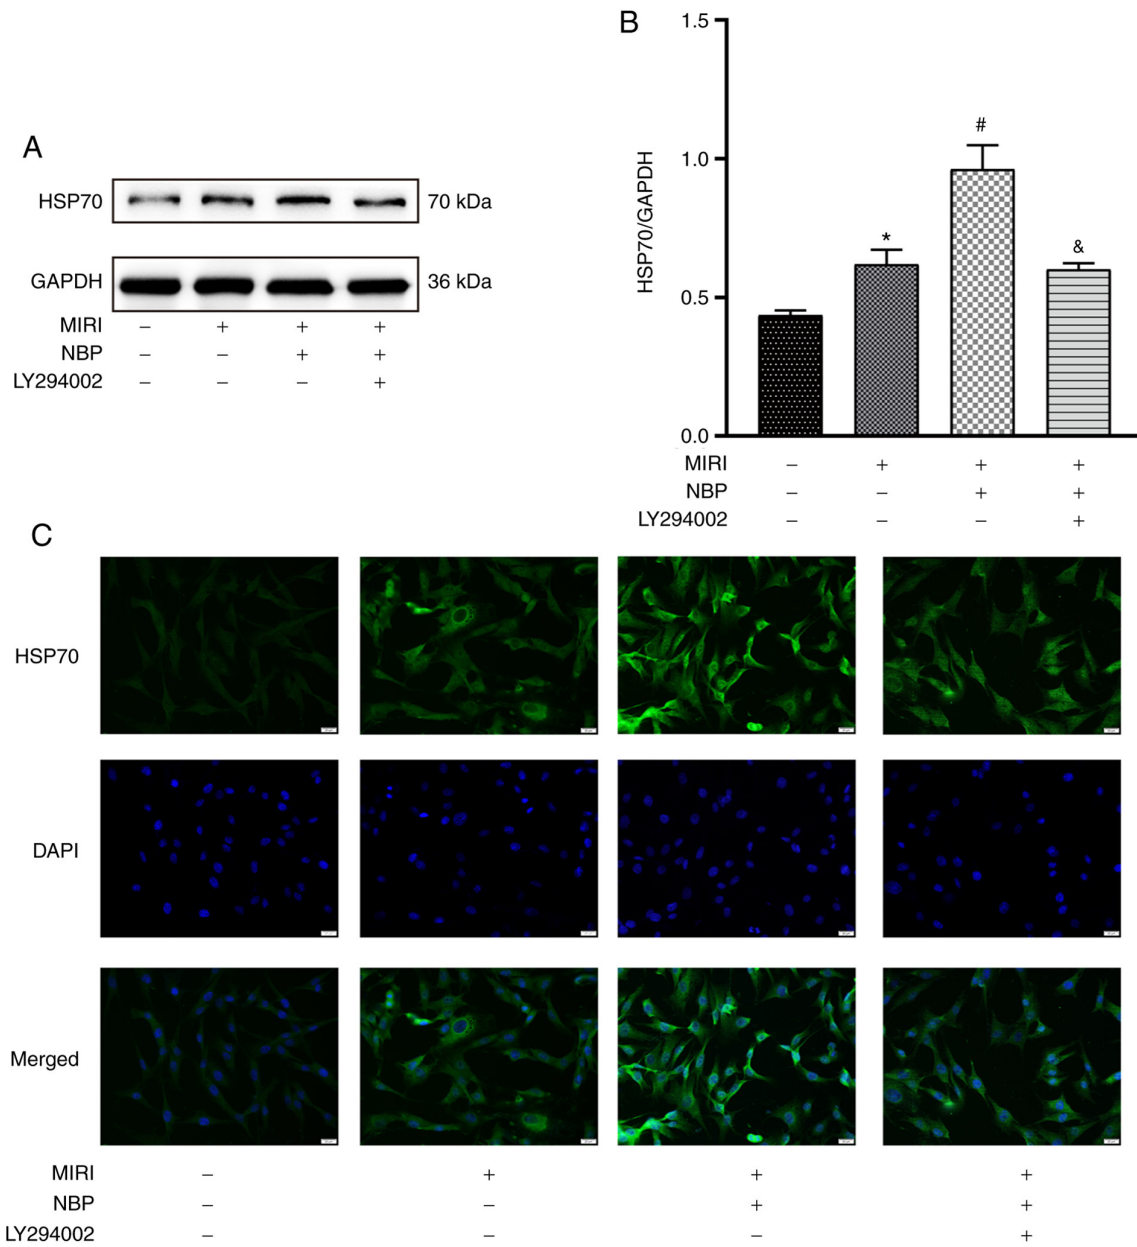 A
HSP70 70 kDa
GAPDH 36 kDa
MIRI – + + +
NBP – – + +
LY294002 – – – +
B
HSP70/GAPDH
1.5
1.0
0.5
0.0
* # &
MIRI – + + +
NBP – – + +
LY294002 – – – +
C
HSP70
DAPI
Merged
MIRI – + + +
NBP – – + +
LY294002 – – – +